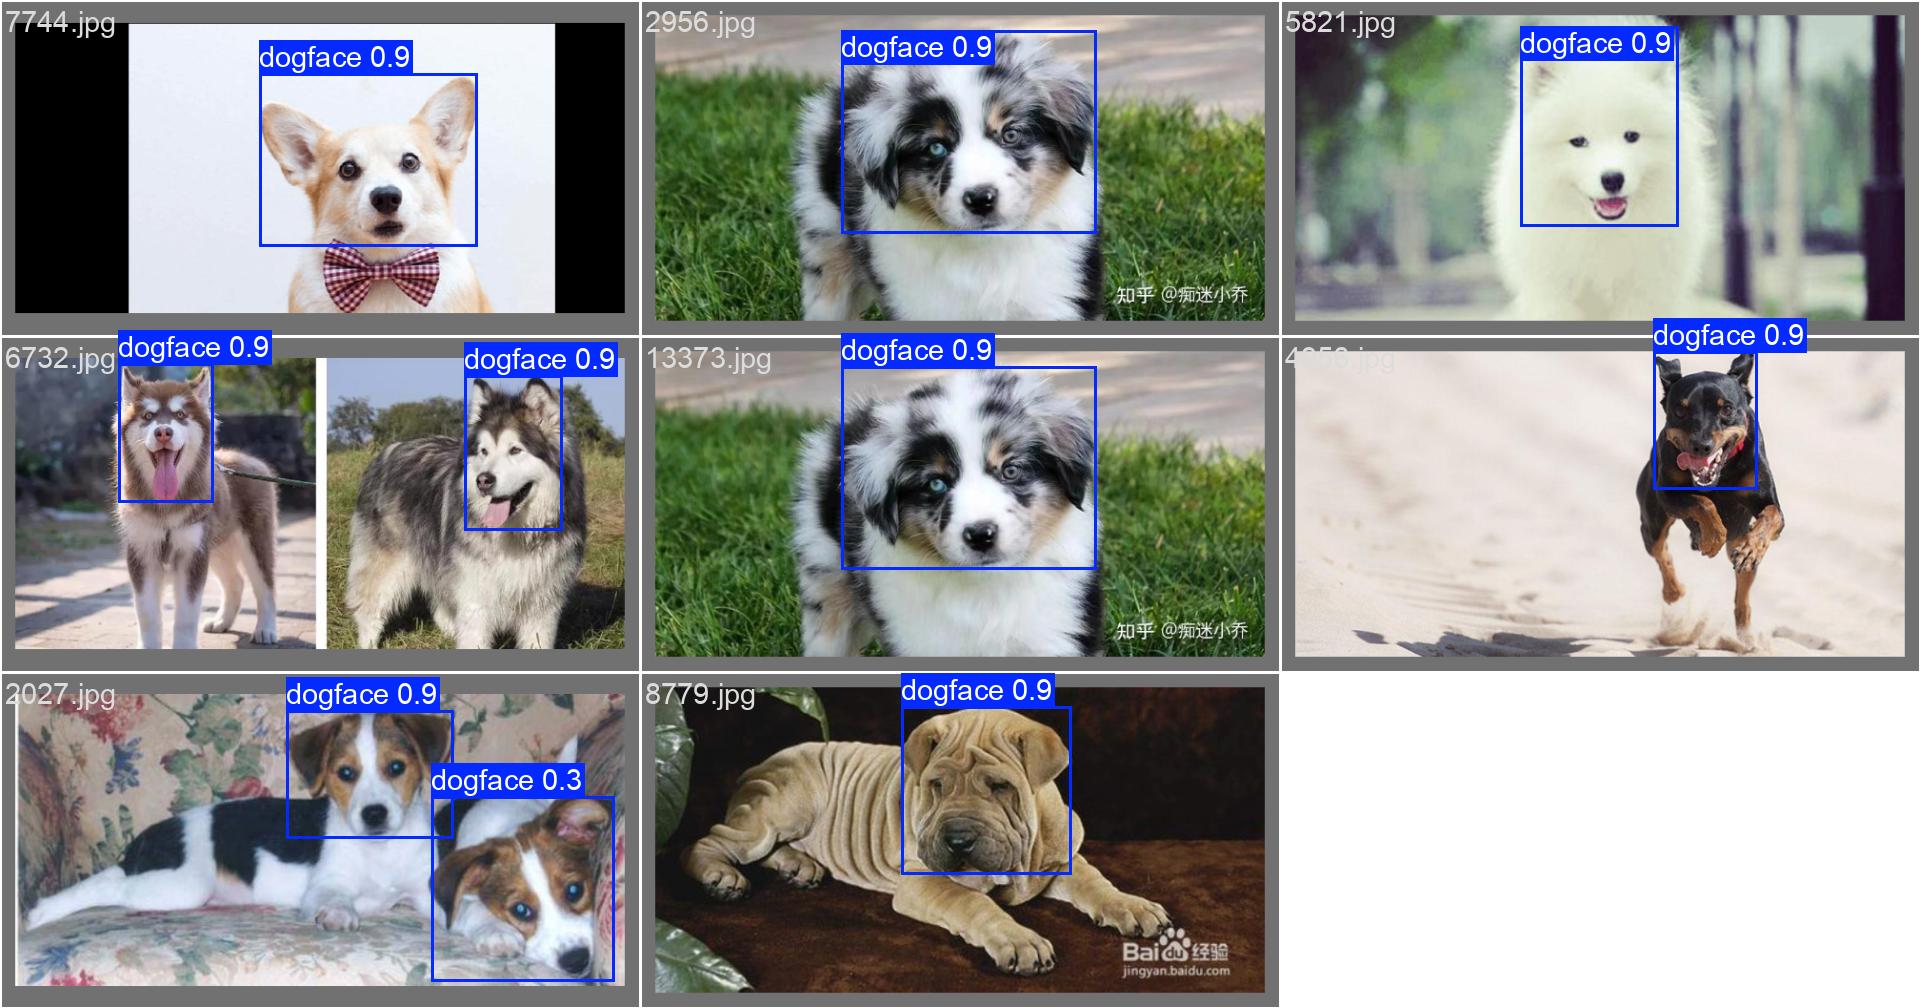 7744.jpg
dogface 0.9
2956.jpg
dogface 0.9
知乎 @痴迷小乔
5821.jpg
dogface 0.9
6732.jpg
dogface 0.9
dogface 0.9
13373.jpg
dogface 0.9
知乎 @痴迷小乔
dogface 0.9
2027.jpg
dogface 0.9
dogface 0.3
8779.jpg
dogface 0.9
Bai du 经验
jingyan.baidu.com